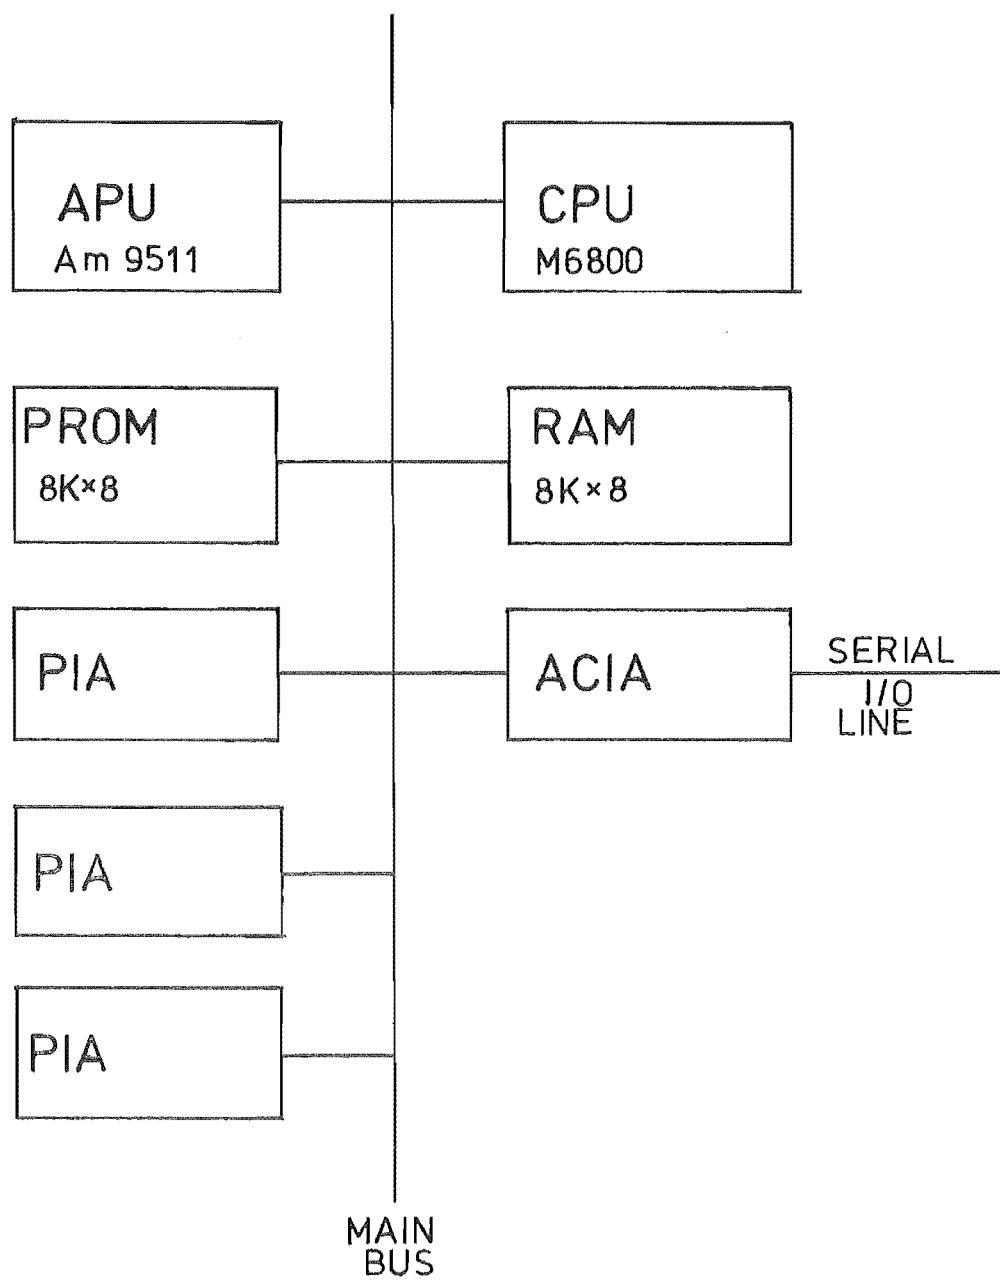 APU
Am 9511
CPU
M6800
PROM
8K×8
RAM
8K×8
PIA
ACIA
SERIAL
I/O
LINE
PIA
PIA
MAIN
BUS